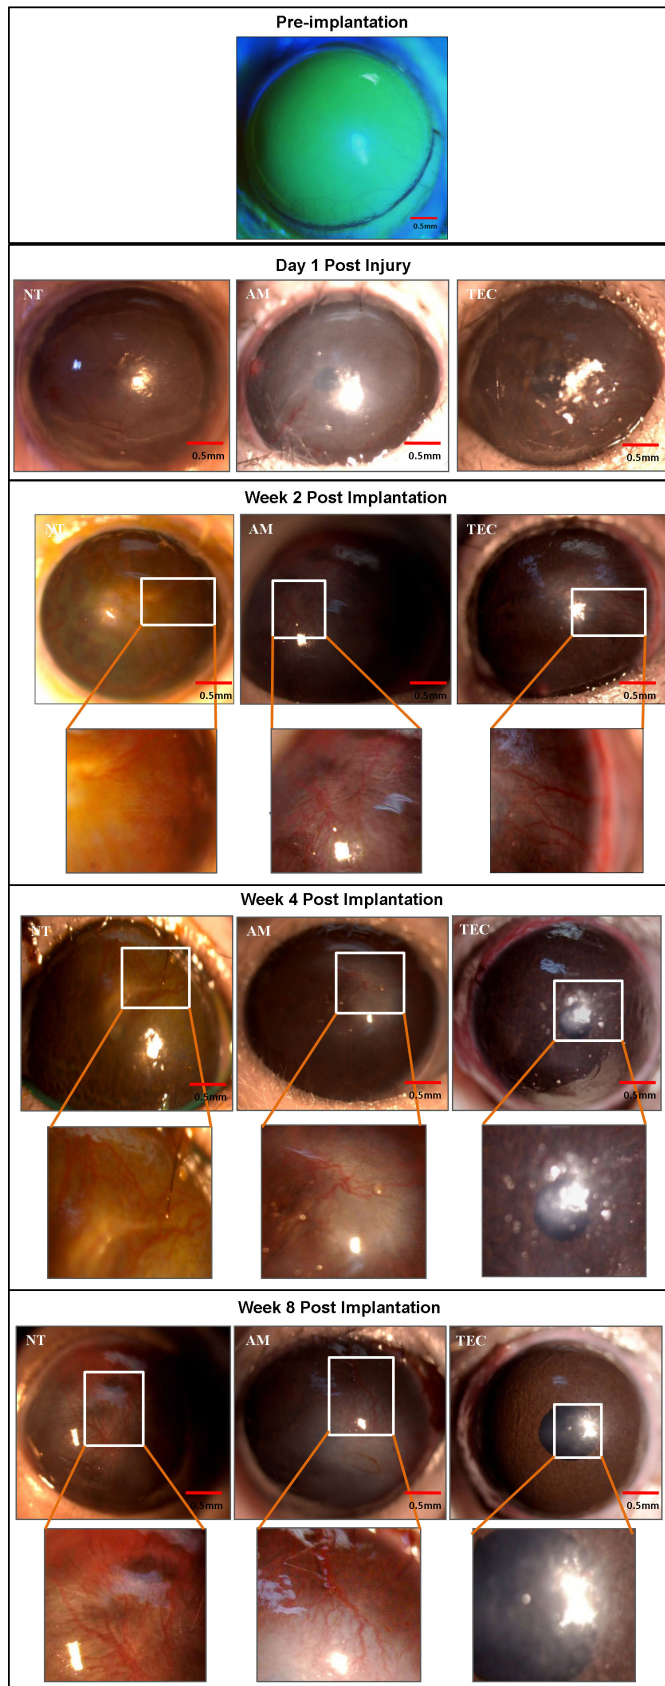 Pre-implantation
0.5mm
Day 1 Post Injury
NT AM TEC
0.5mm 0.5mm 0.5mm
Week 2 Post Implantation
NT AM TEC
0.5mm 0.5mm 0.5mm
Week 4 Post Implantation
NT AM TEC
0.5mm 0.5mm 0.5mm
Week 8 Post Implantation
NT AM TEC
0.5mm 0.5mm 0.5mm